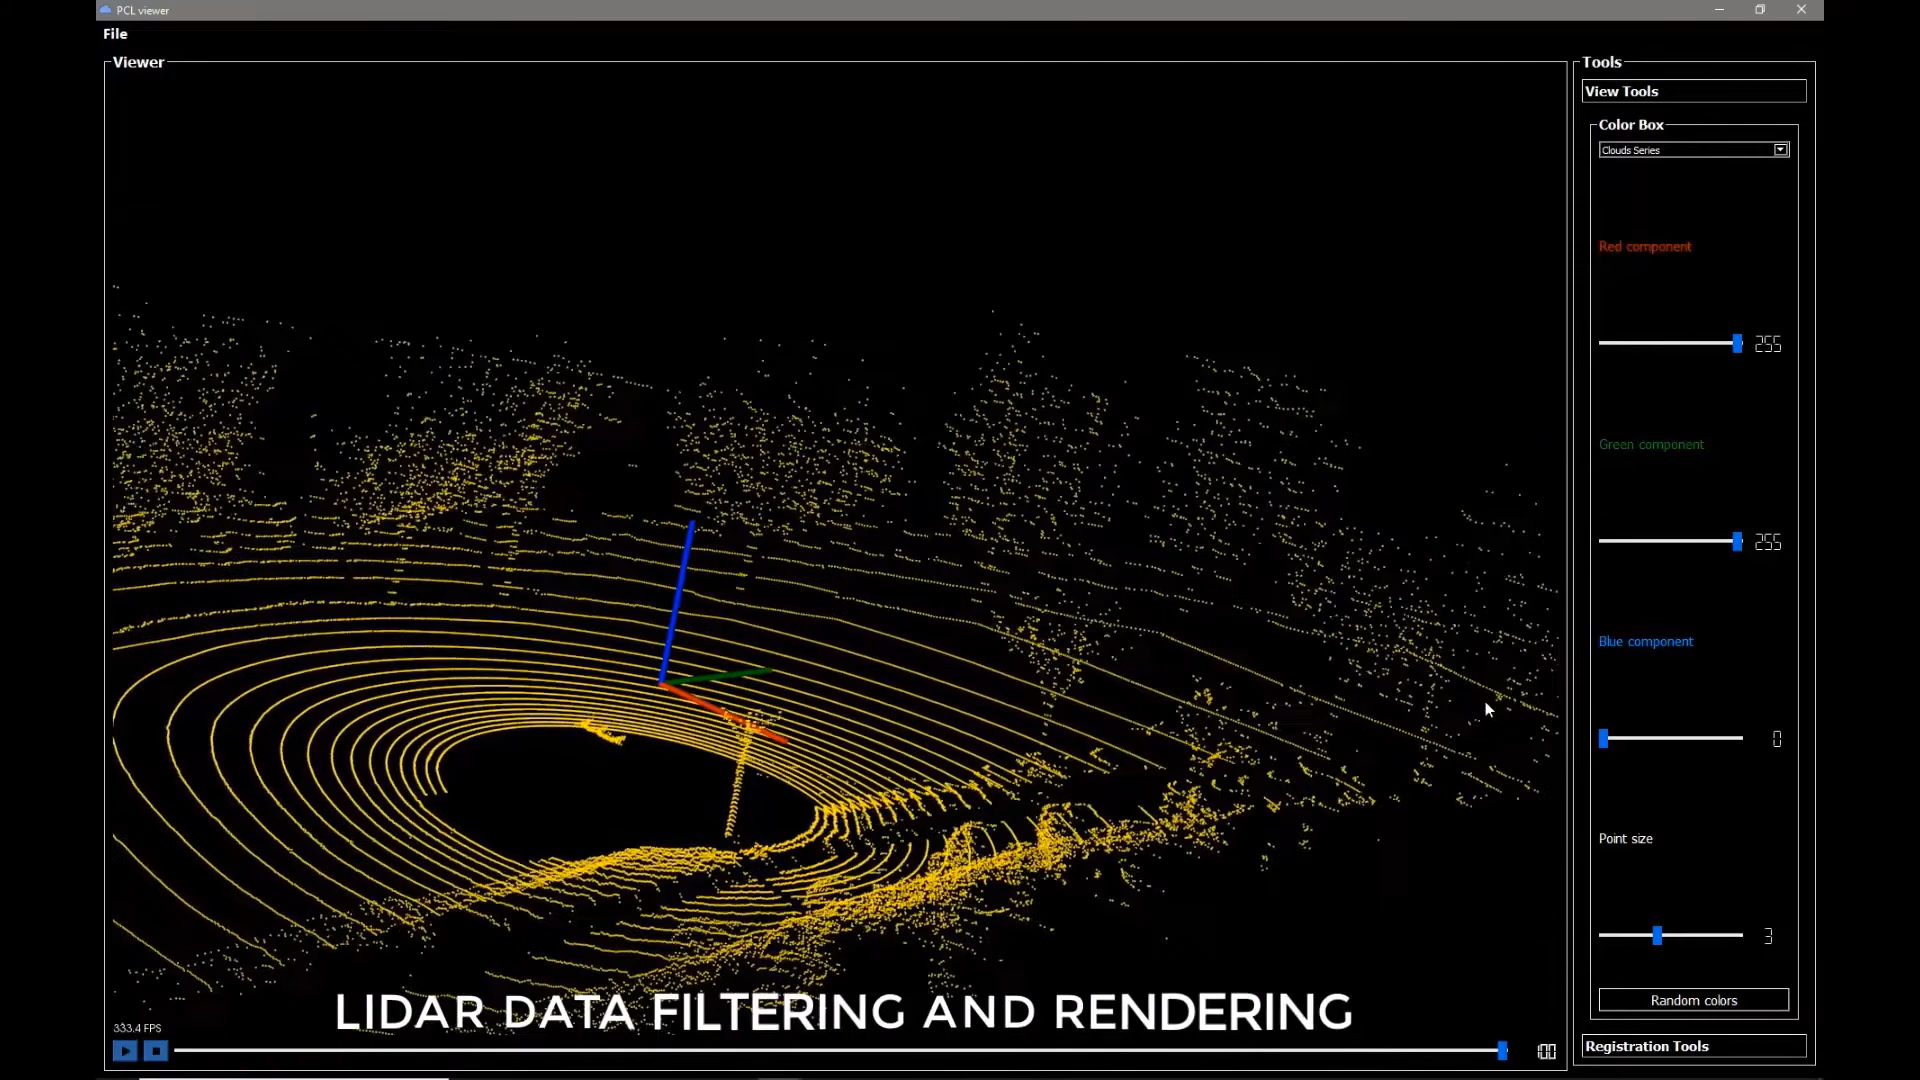 PCL viewer
File
Viewer
Tools
View Tools
Color Box
Clouds Series
Red component
255
Green component
255
Blue component
0
Point size
3
Random colors
LIDAR DATA FILTERING AND RENDERING
333.4 FPS
100
Registration Tools